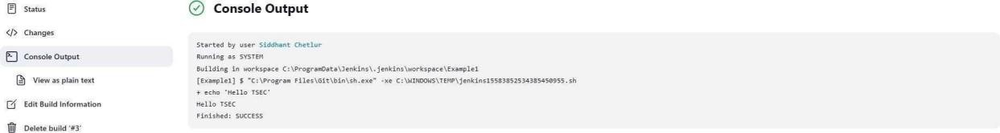 Status
Changes
Console Output
View as plain text
Edit Build Information
Delete build '#3'
Console Output
Started by user Siddhant Chetlur
Running as SYSTEM
Building in workspace C:\ProgramData\Jenkins\.jenkins\workspace\Example1
[Example1] $ "C:\Program Files\Git\bin\sh.exe" -xe C:\WINDOWS\TEMP\jenkins15583852534385450955.sh
+ echo 'Hello TSEC'
Hello TSEC
Finished: SUCCESS